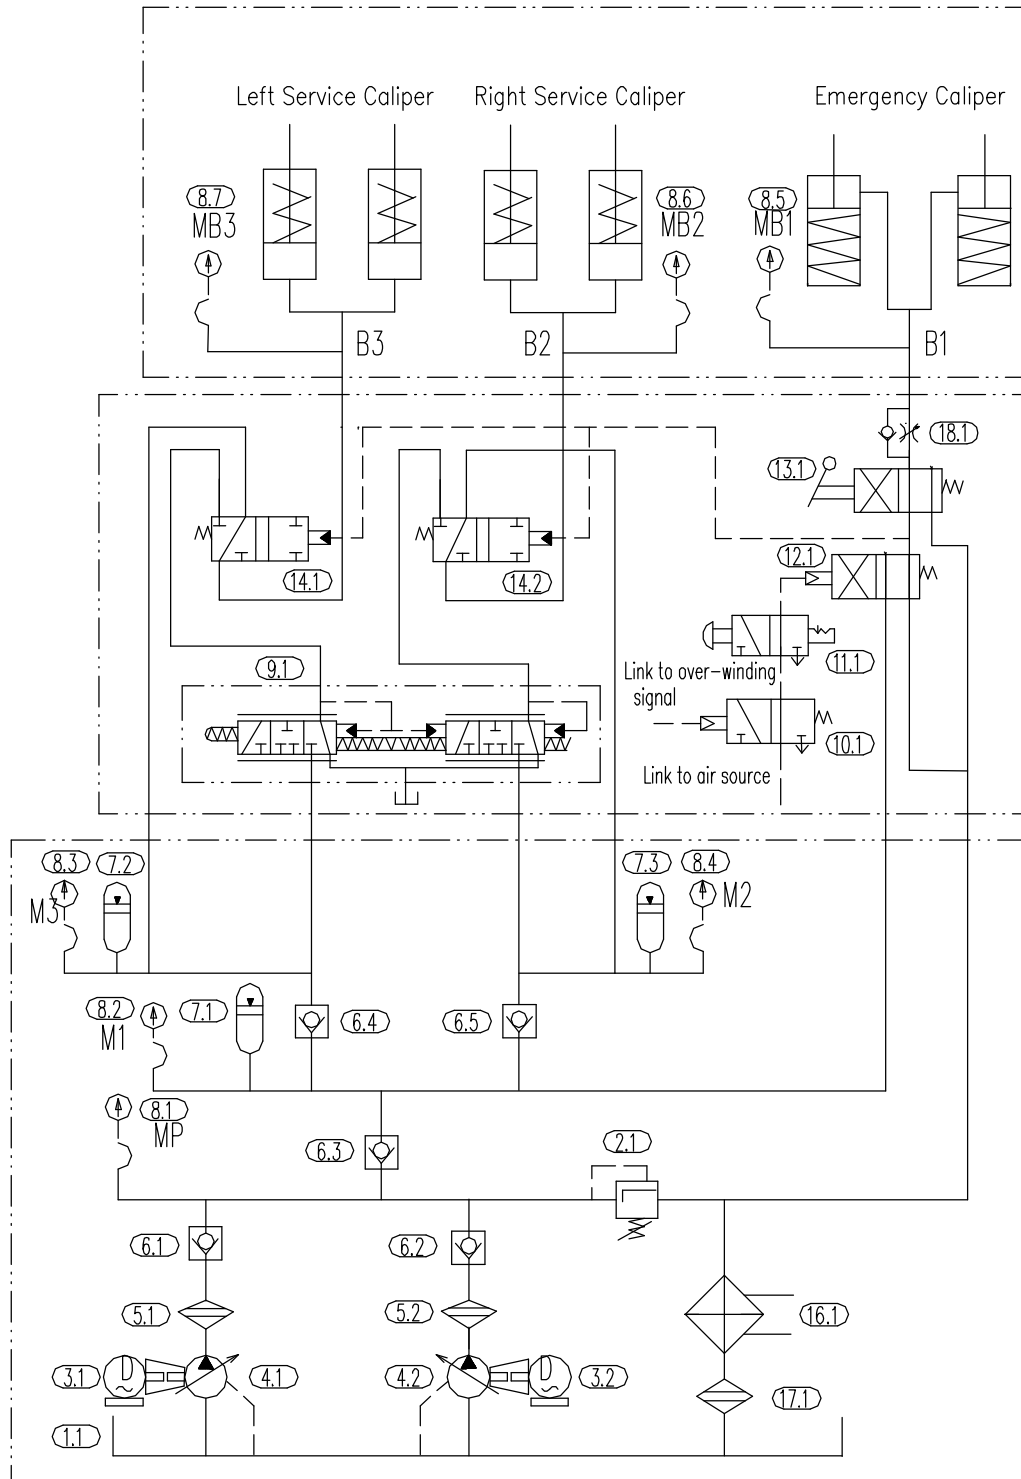 Left Service Caliper
Right Service Caliper
Emergency Caliper
8.7
MB3
8.6
MB2
8.5
MB1
B3
B2
B1
18.1
13.1
12.1
14.1
14.2
11.1
9.1
Link to over-winding
signal
10.1
Link to air source
8.3
7.2
7.3
8.4
M3
M2
8.2
M1
7.1
6.4
6.5
8.1
MP
6.3
2.1
6.1
6.2
5.1
5.2
16.1
3.1
D
~
4.1
4.2
D
~
3.2
17.1
1.1